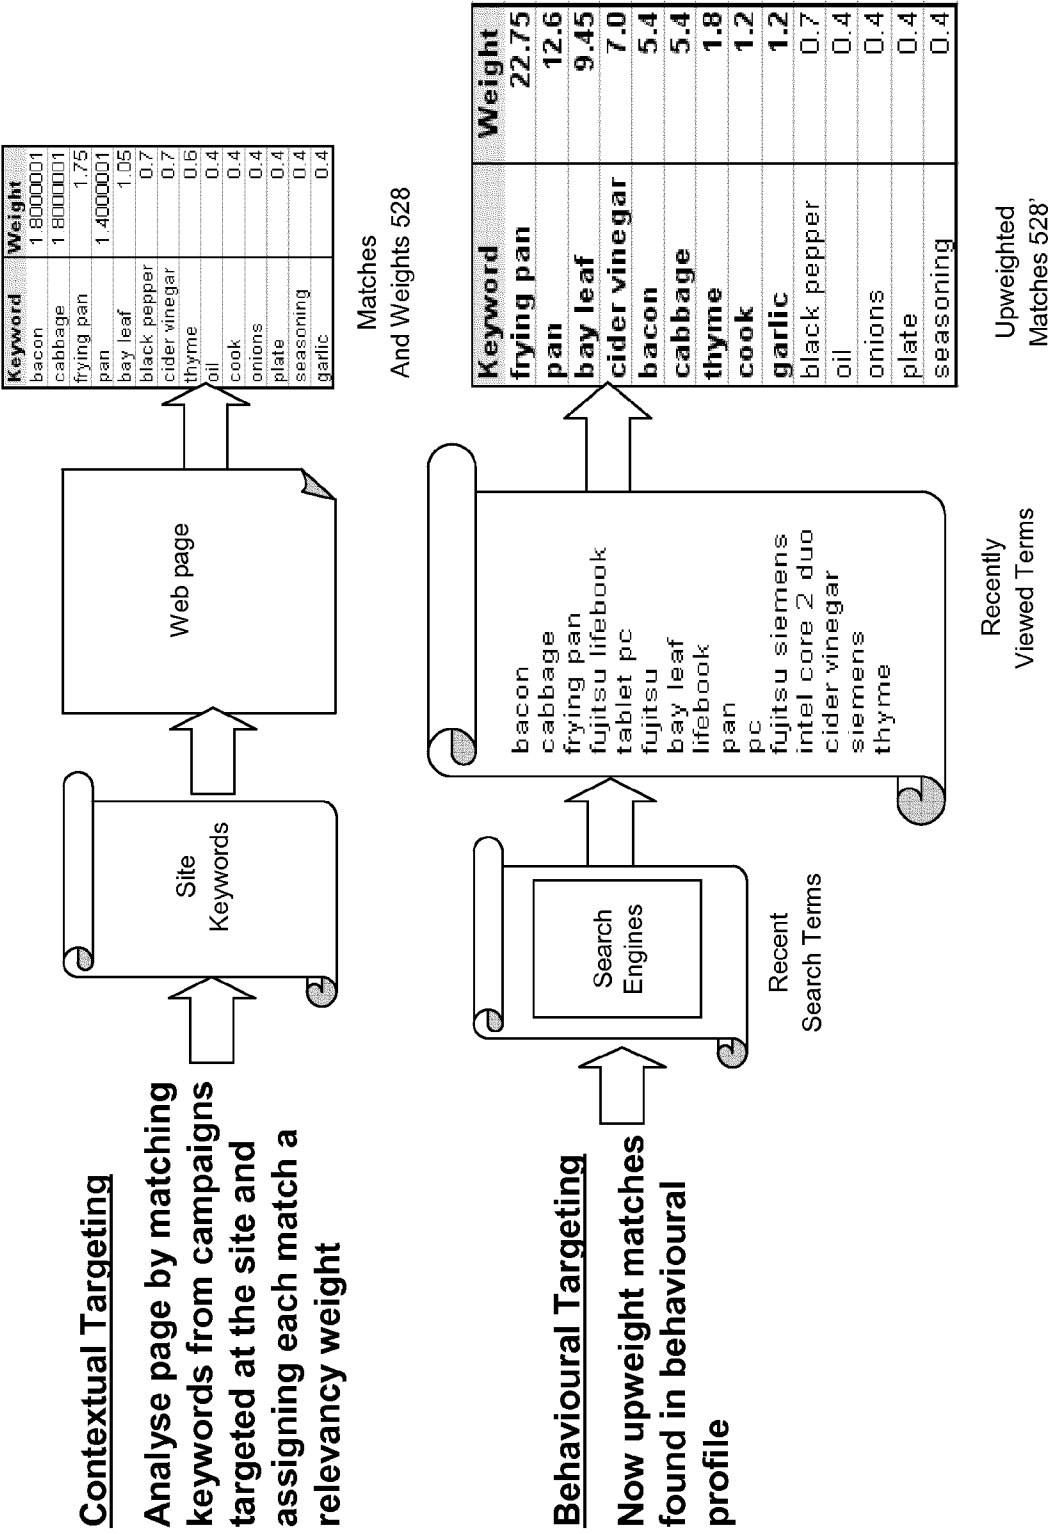 Contextual Targeting
Analyse page by matching
keywords from campaigns
targeted at the site and
assigning each match a
relevancy weight
Site
Keywords
Web page
Keyword Weight
bacon 1.8000001
cabbage 1.8000001
frying pan 1.75
pan 1.4000001
bay leaf 1.05
black pepper 0.7
cider vinegar 0.7
thyme 0.6
oil 0.4
cook 0.4
onions 0.4
plate 0.4
seasoning 0.4
garlic 0.4
Matches
And Weights 528
Behavioural Targeting
Now upweight matches
found in behavioural
profile
Search
Engines
Recent
Search Terms
bacon
cabbage
frying pan
fujitsu lifebook
tablet pc
fujitsu
bay leaf
lifebook
pan
pc
fujitsu siemens
intel core 2 duo
cider vinegar
siemens
thyme
Recently
Viewed Terms
Keyword Weight
frying pan 22.75
pan 12.6
bay leaf 9.45
cider vinegar 7.0
bacon 5.4
cabbage 5.4
thyme 1.8
cook 1.2
garlic 1.2
black pepper 0.7
oil 0.4
onions 0.4
plate 0.4
seasoning 0.4
Upweighted
Matches 528'